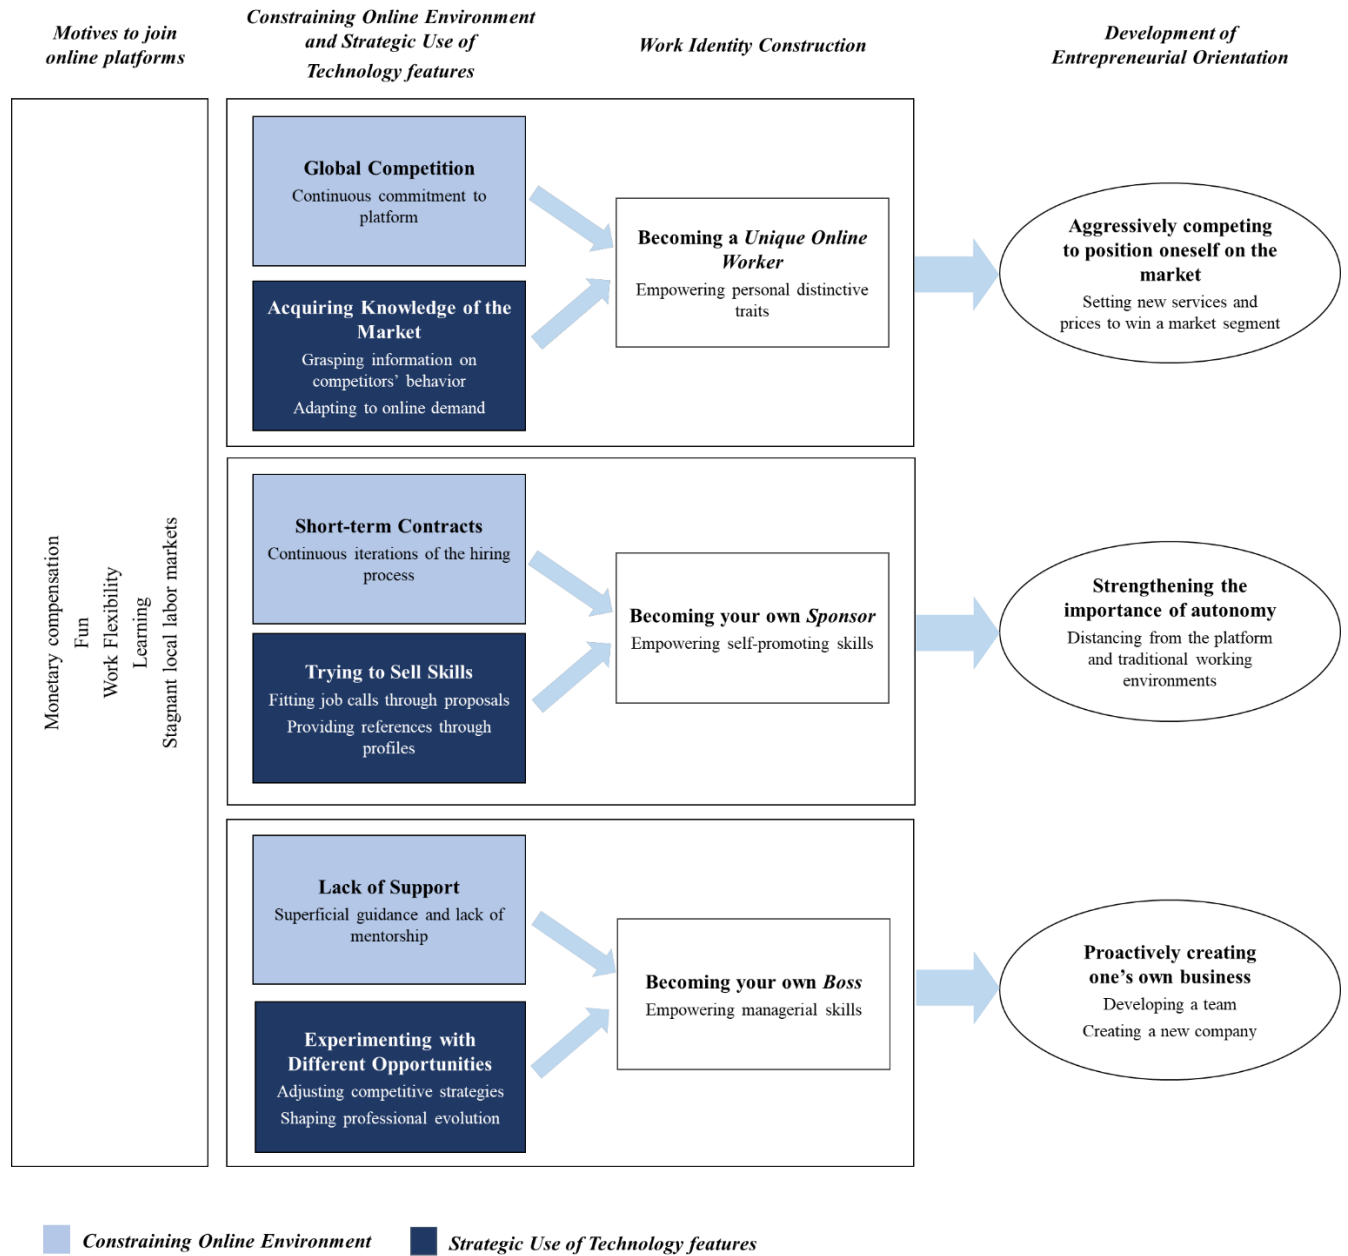 Motives to join
online platforms
Constraining Online Environment
and Strategic Use of
Technology features
Work Identity Construction
Development of
Entrepreneurial Orientation
Monetary compensation
Fun
Work Flexibility
Learning
Stagnant local labor markets
Global Competition
Continuous commitment to
platform
Acquiring Knowledge of the
Market
Grasping information on
competitors’ behavior
Adapting to online demand
Becoming a Unique Online
Worker
Empowering personal distinctive
traits
Aggressively competing
to position oneself on the
market
Setting new services and
prices to win a market segment
Short-term Contracts
Continuous iterations of the hiring
process
Trying to Sell Skills
Fitting job calls through proposals
Providing references through
profiles
Becoming your own Sponsor
Empowering self-promoting skills
Strengthening the
importance of autonomy
Distancing from the platform
and traditional working
environments
Lack of Support
Superficial guidance and lack of
mentorship
Experimenting with
Different Opportunities
Adjusting competitive strategies
Shaping professional evolution
Becoming your own Boss
Empowering managerial skills
Proactively creating
one’s own business
Developing a team
Creating a new company
Constraining Online Environment
Strategic Use of Technology features